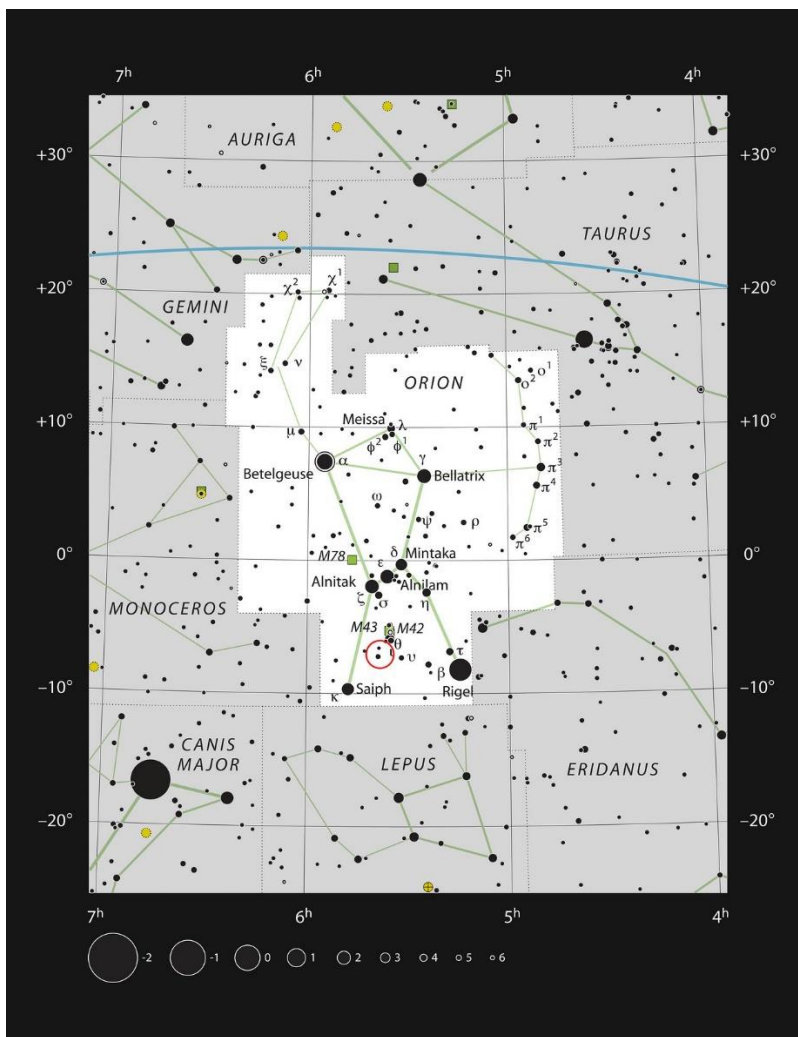 7h 6h 5h 4h
AURIGA
+30° +30°
TAURUS
+20° +20°
χ2 χ1
GEMINI
ξ ν
ORION
ο2 ο1
+10° +10°
Meissa λ
μ
φ2 φ1
π1
π2
α γ
π3
Betelgeuse Bellatrix
π4
ω
ψ ρ
π5
π6
0° 0°
M78
δ Mintaka
ε
Alnitak Alnilam
ζ σ η
MONOCEROS
M43 M42
θ
ι υ τ
β
κ Saiph Rigel
-10° -10°
CANIS
MAJOR
LEPUS
ERIDANUS
-20° -20°
7h 6h 5h 4h
-2 -1 0 1 2 3 4 5 6